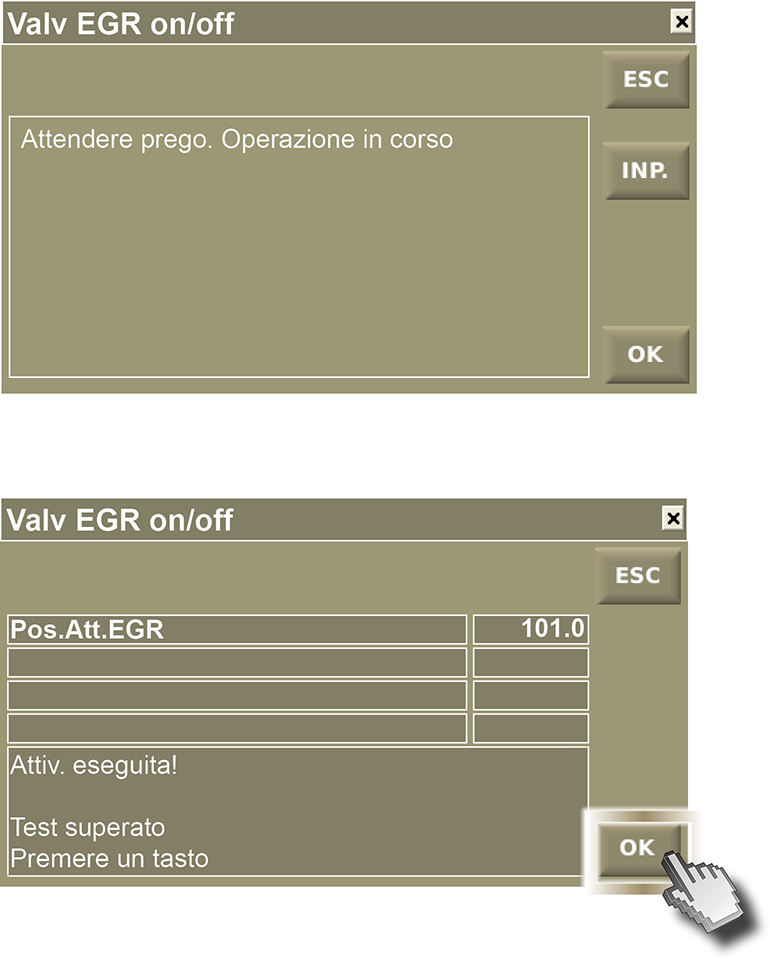 Valv EGR on/off
ESC
Attendere prego. Operazione in corso
INP.
OK
Valv EGR on/off
ESC
Pos.Att.EGR 101.0
Attiv. eseguita!
Test superato
Premere un tasto
OK